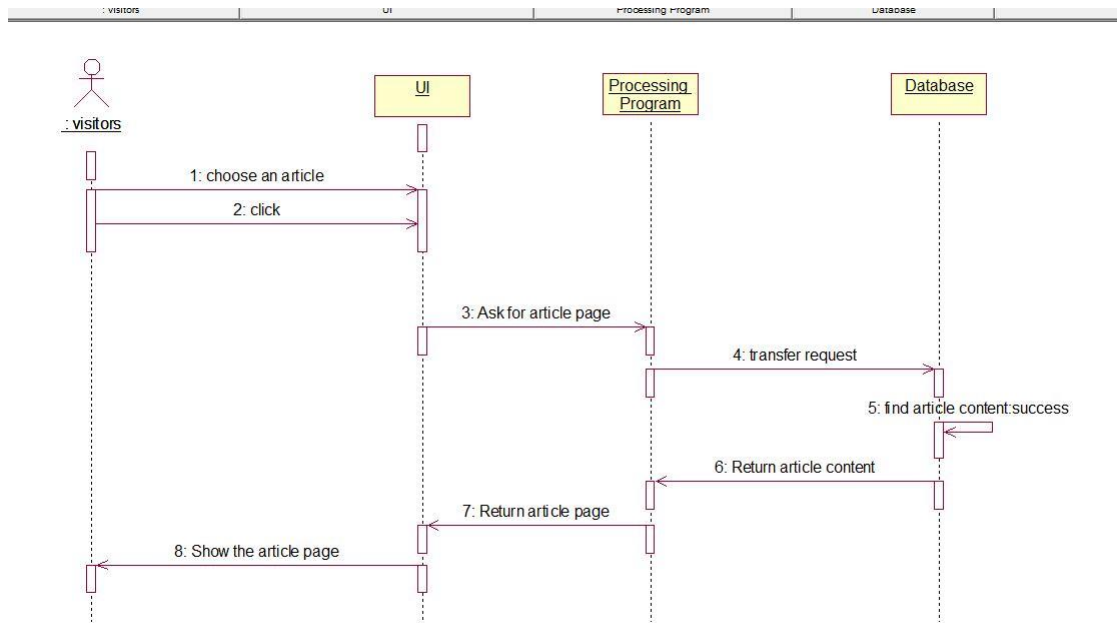 : visitors UI Processing Program Database
UI
Processing
Program
Database
: visitors
1: choose an article
2: click
3: Ask for article page
4: transfer request
5: find article content:success
6: Return article content
7: Return article page
8: Show the article page